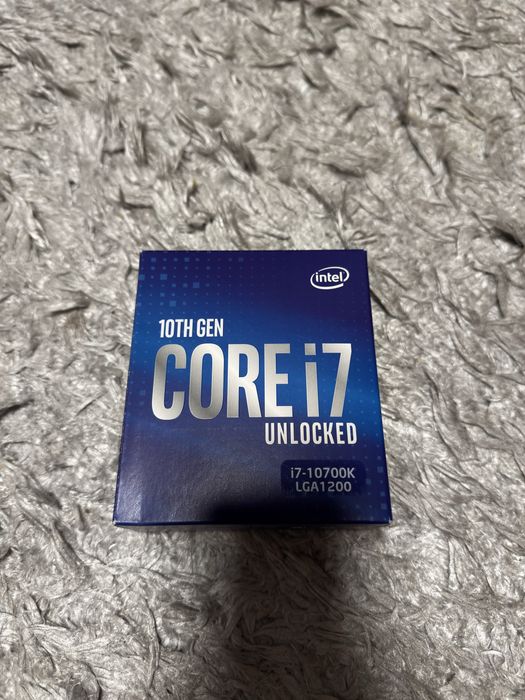 intel
10TH GEN
CORE i7
UNLOCKED
i7-10700K
LGA1200